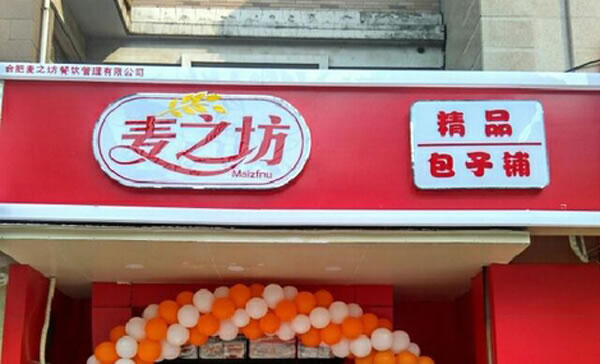 合肥麦之坊餐饮管理有限公司
麦之坊
Maizfnu
精品
包子铺